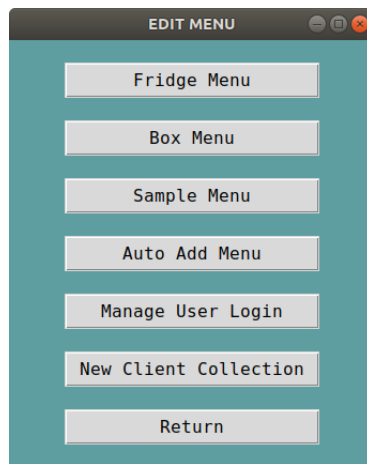 EDIT MENU
Fridge Menu
Box Menu
Sample Menu
Auto Add Menu
Manage User Login
New Client Collection
Return